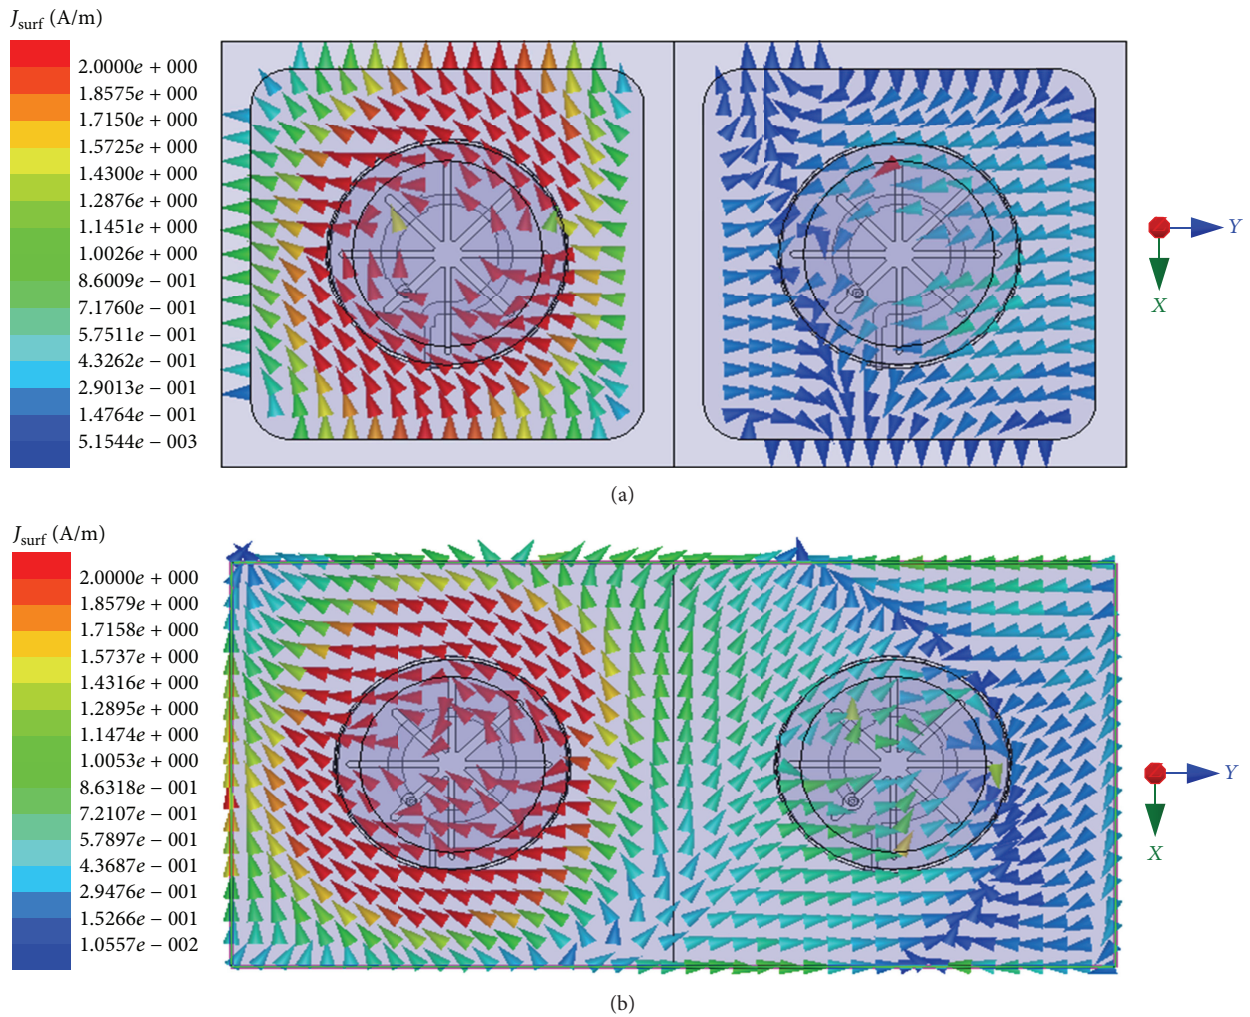 J_surf (A/m)
2.0000e + 000
1.8575e + 000
1.7150e + 000
1.5725e + 000
1.4300e + 000
1.2876e + 000
1.1451e + 000
1.0026e + 000
8.6009e − 001
7.1760e − 001
5.7511e − 001
4.3262e − 001
2.9013e − 001
1.4764e − 001
5.1544e − 003
Y
X
(a)
J_surf (A/m)
2.0000e + 000
1.8579e + 000
1.7158e + 000
1.5737e + 000
1.4316e + 000
1.2895e + 000
1.1474e + 000
1.0053e + 000
8.6318e − 001
7.2107e − 001
5.7897e − 001
4.3687e − 001
2.9476e − 001
1.5266e − 001
1.0557e − 002
Y
X
(b)